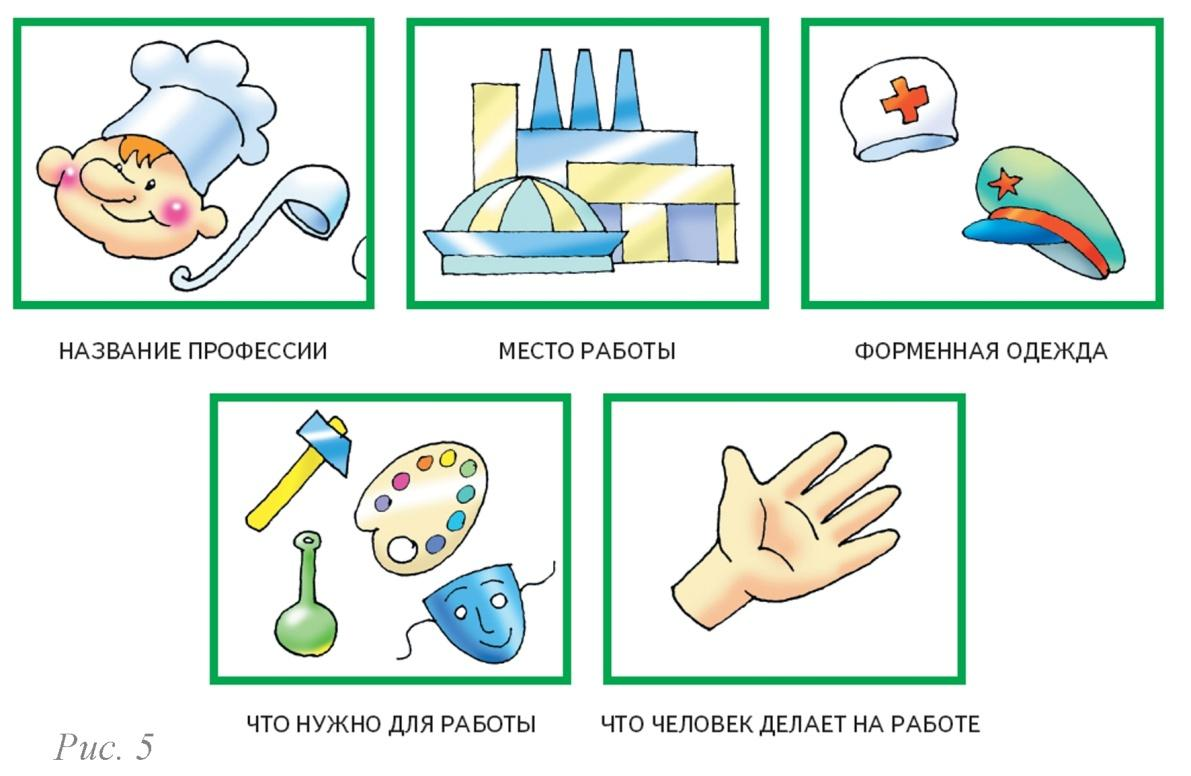 НАЗВАНИЕ ПРОФЕССИИ
МЕСТО РАБОТЫ
ФОРМЕННАЯ ОДЕЖДА
ЧТО НУЖНО ДЛЯ РАБОТЫ
ЧТО ЧЕЛОВЕК ДЕЛАЕТ НА РАБОТЕ
Рис. 5